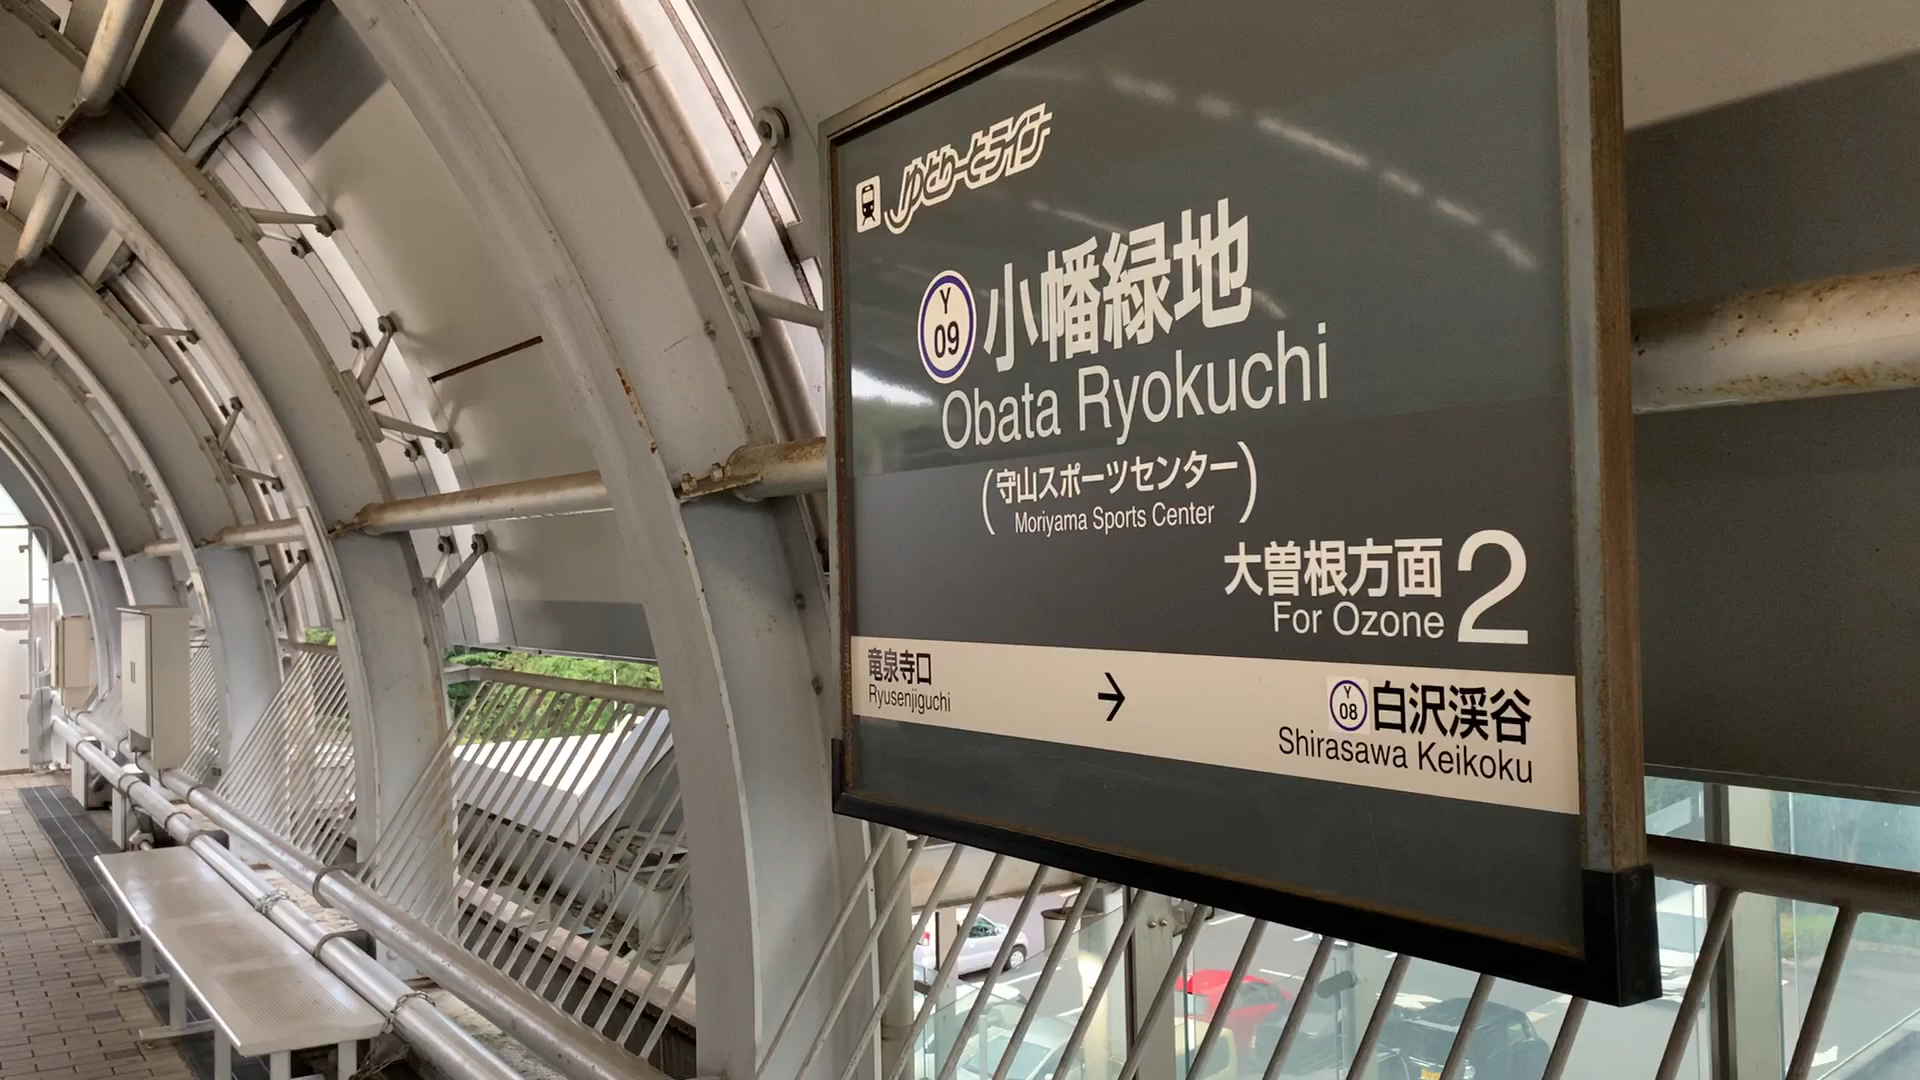 ゆとりーとライン
Y
09
小幡緑地
Obata Ryokuchi
(守山スポーツセンター)
Moriyama Sports Center
大曽根方面 2
For Ozone
竜泉寺口
Ryusenjiguchi
→
Y
08
白沢渓谷
Shirasawa Keikoku